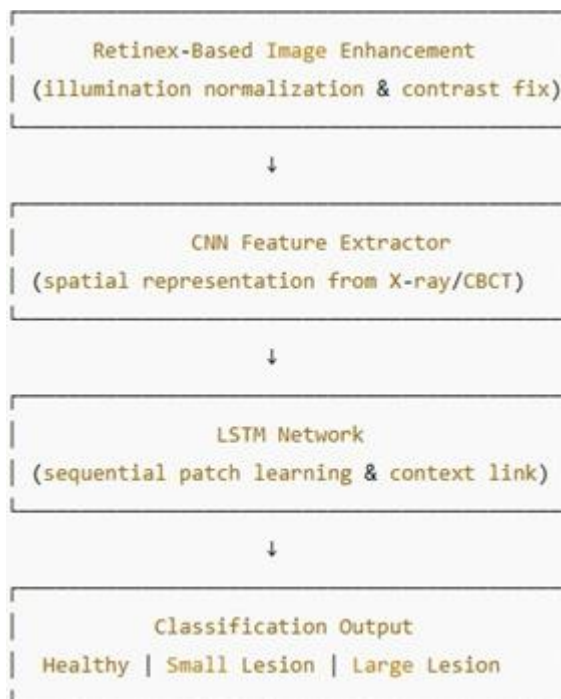 Retinex-Based Image Enhancement
(illumination normalization & contrast fix)
↓
CNN Feature Extractor
(spatial representation from X-ray/CBCT)
↓
LSTM Network
(sequential patch learning & context link)
↓
Classification Output
Healthy | Small Lesion | Large Lesion